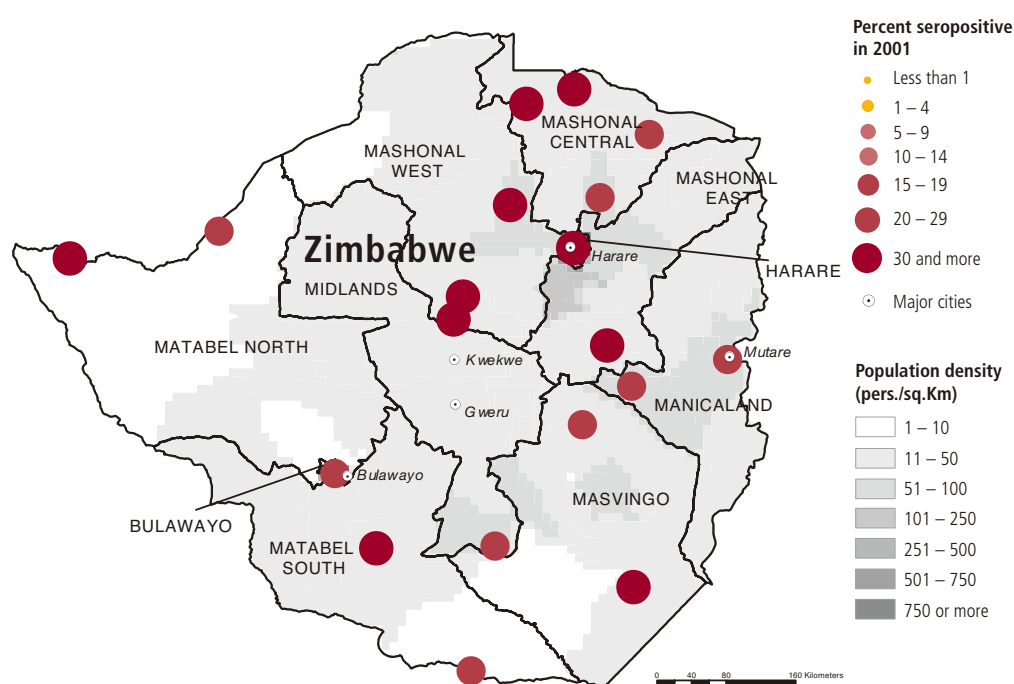 Percent seropositive
in 2001
Less than 1
1 – 4
5 – 9
10 – 14
15 – 19
20 – 29
30 and more
Major cities
Population density
(pers./sq.Km)
1 – 10
11 – 50
51 – 100
101 – 250
251 – 500
501 – 750
750 or more
MASHONAL
CENTRAL
MASHONAL
WEST
MASHONAL
EAST
Zimbabwe
Harare
HARARE
MIDLANDS
MATABEL NORTH
Kwekwe
Mutare
Gweru
MANICALAND
Bulawayo
BULAWAYO
MASVINGO
MATABEL
SOUTH
0 40 80 160 Kilometers